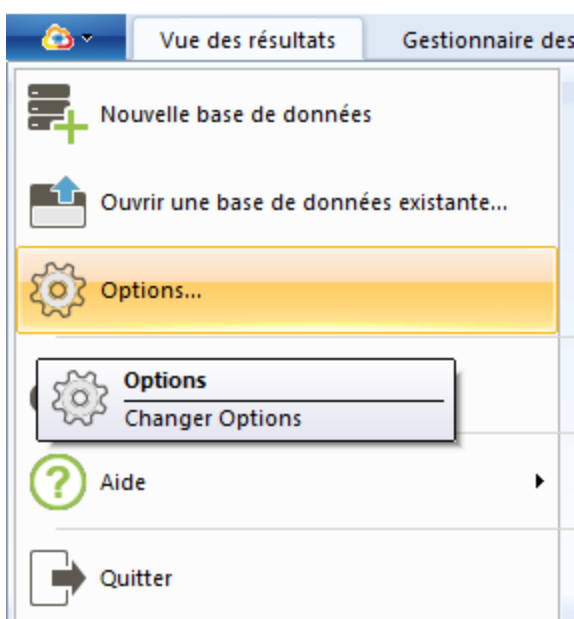 Vue des résultats
Gestionnaire des
Nouvelle base de données
Ouvrir une base de données existante...
Options...
Options
Changer Options
Aide
Quitter